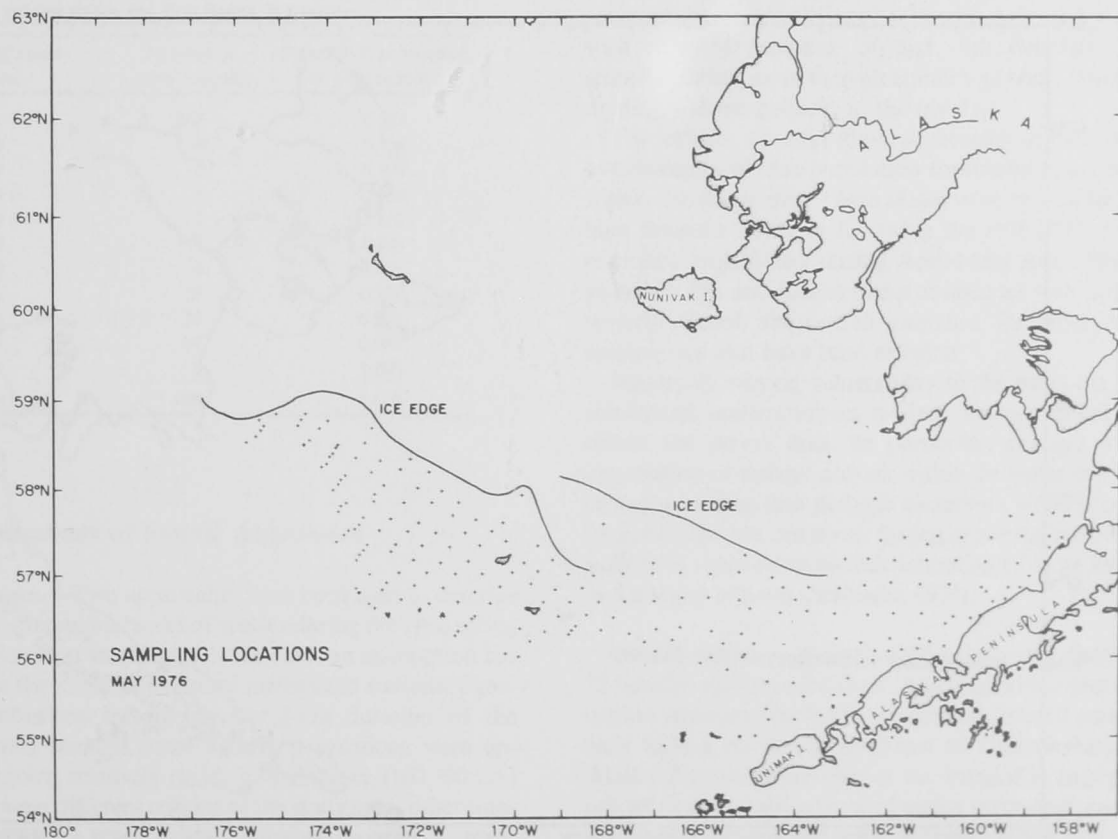 63°N
62°N
61°N
60°N
59°N
58°N
57°N
56°N
55°N
54°N
180°
178°W
176°W
174°W
172°W
170°W
168°W
166°W
164°W
162°W
160°W
158°W
ALASKA
NUNIVAK I.
ICE EDGE
ICE EDGE
SAMPLING LOCATIONS
MAY 1976
ALASKA PENINSULA
UNIMAK I.